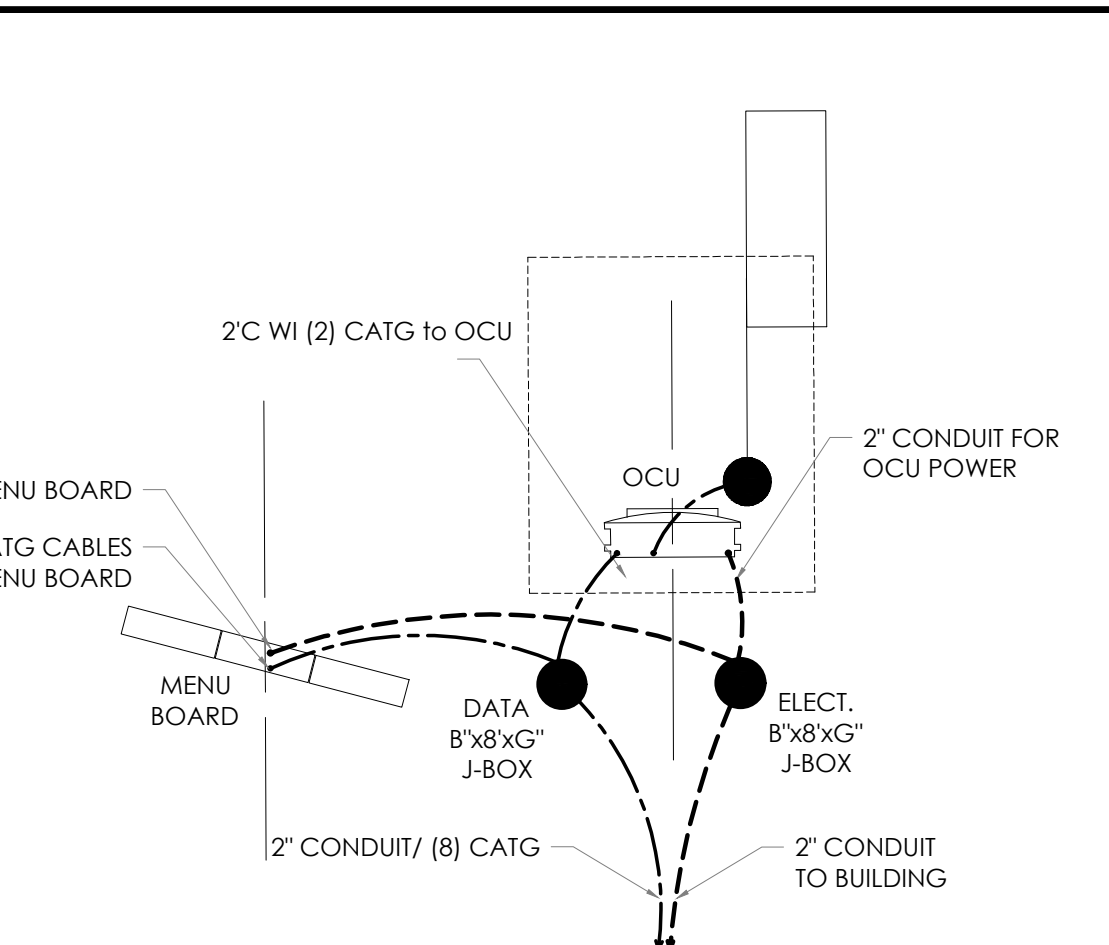 2'C WI (2) CATG to OCU
2" CONDUIT FOR
OCU POWER
OCU
ENU BOARD
ATG CABLES
ENU BOARD
MENU
BOARD
DATA
B"x8'xG"
J-BOX
ELECT.
B"x8'xG"
J-BOX
2" CONDUIT/ (8) CATG
2" CONDUIT
TO BUILDING